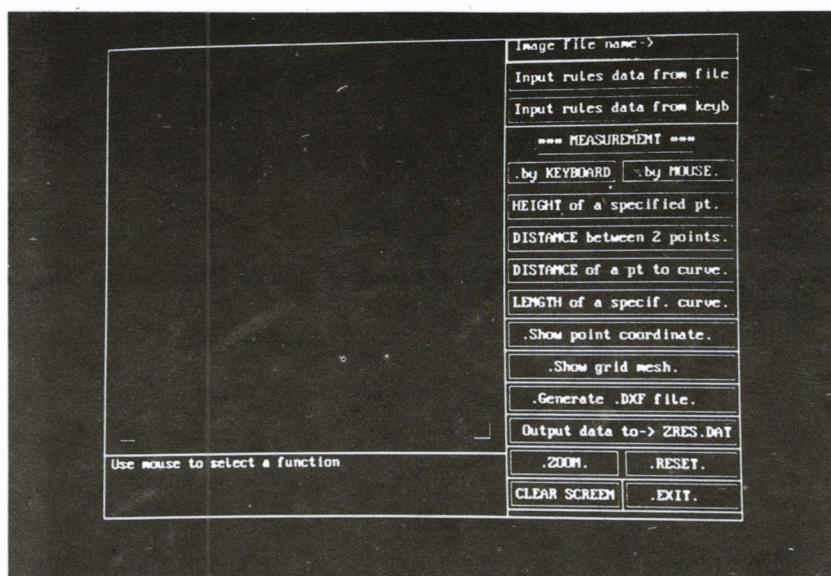 Image file name->
Input rules data from file
Input rules data from keyb
*** MEASUREMENT ***
.by KEYBOARD .by MOUSE.
HEIGHT of a specified pt.
DISTANCE between 2 points.
DISTANCE of a pt to curve.
LENGTH of a specif. curve.
.Show point coordinate.
.Show grid mesh.
.Generate .DXF file.
Output data to-> ZRES.DAT
Use mouse to select a function
.ZOOM. .RESET.
CLEAR SCREEN .EXIT.